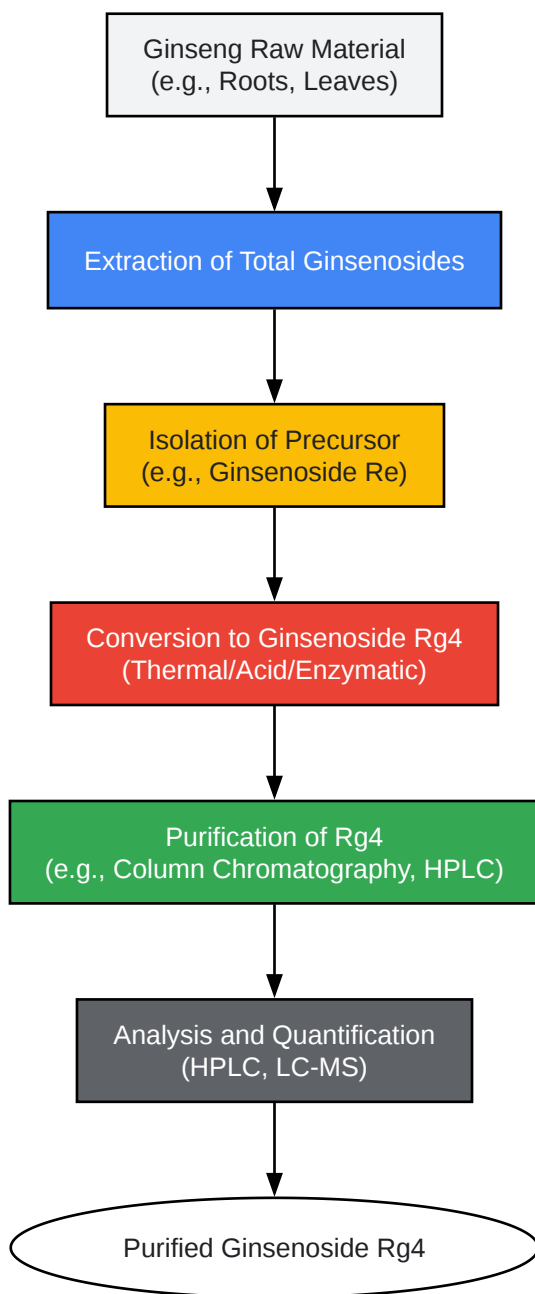 Ginseng Raw Material
(e.g., Roots, Leaves)
Extraction of Total Ginsenosides
Isolation of Precursor
(e.g., Ginsenoside Re)
Conversion to Ginsenoside Rg4
(Thermal/Acid/Enzymatic)
Purification of Rg4
(e.g., Column Chromatography, HPLC)
Analysis and Quantification
(HPLC, LC-MS)
Purified Ginsenoside Rg4